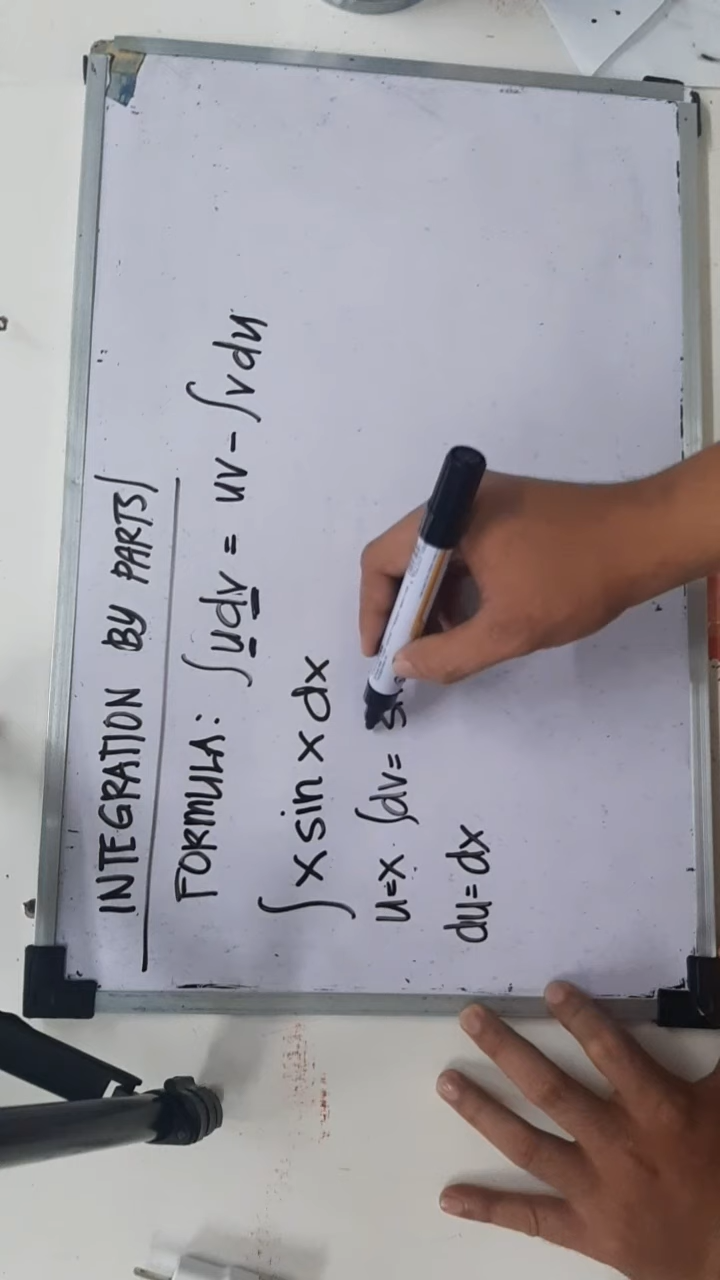 INTEGRATION BY PARTS
FORMULA: ∫udv = uv - ∫vdu
∫ x sin x dx
u=x ∫dv=
du=dx